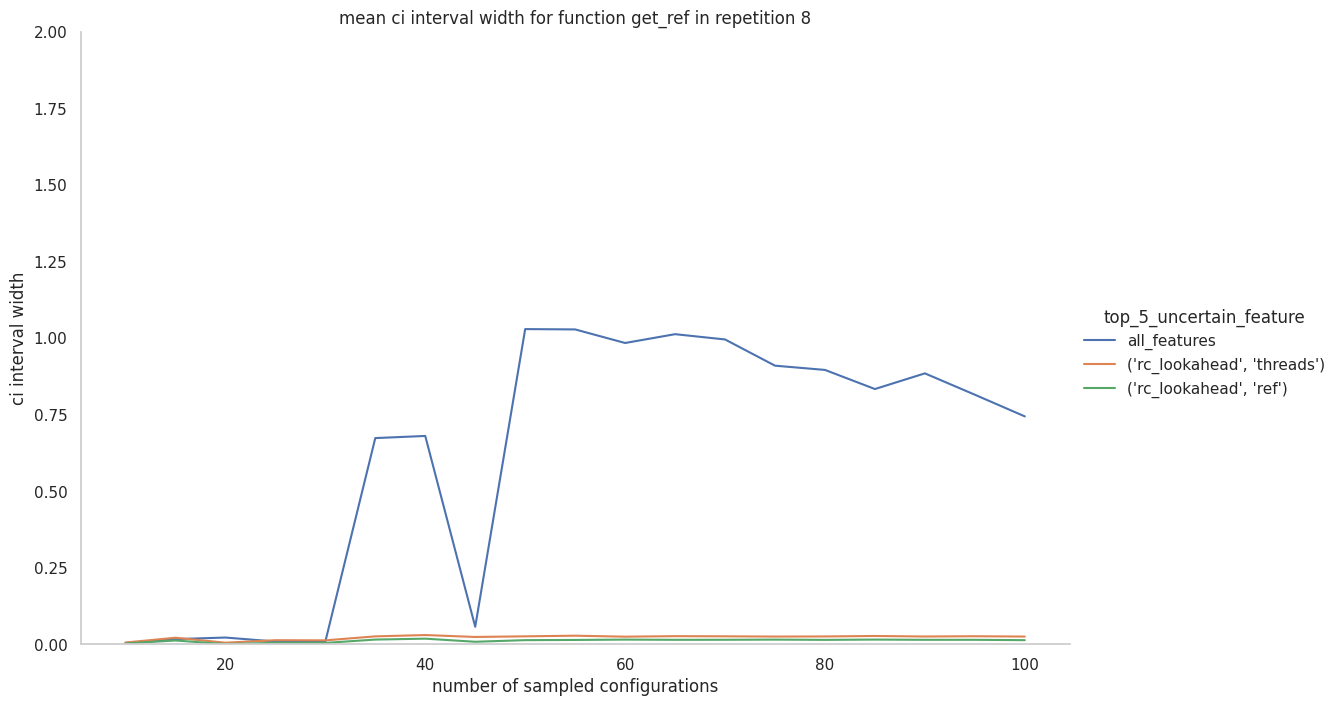 mean ci interval width for function get_ref in repetition 8
2.00
1.75
1.50
1.25
1.00
0.75
0.50
0.25
0.00
ci interval width
20
40
60
80
100
number of sampled configurations
top_5_uncertain_feature
all_features
('rc_lookahead', 'threads')
('rc_lookahead', 'ref')